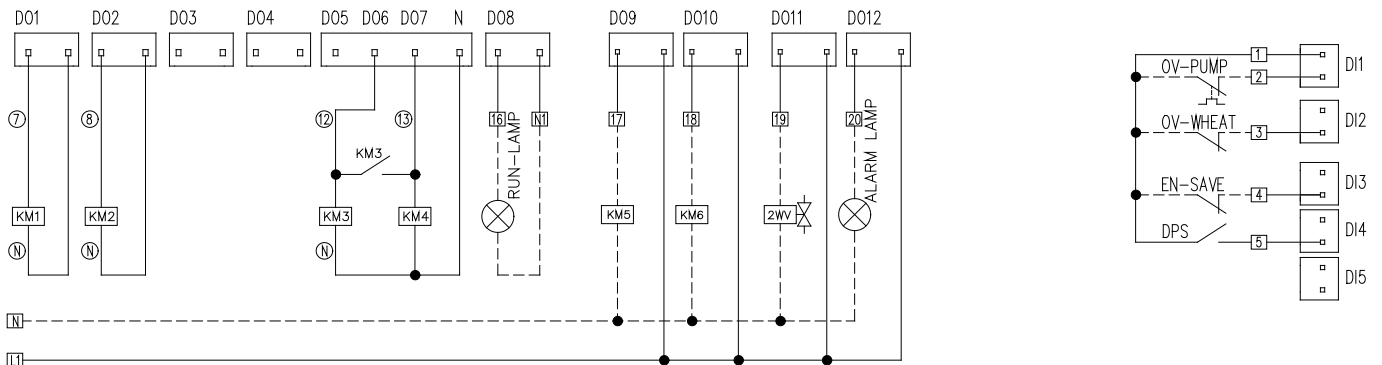 DO1 DO2 DO3 DO4 DO5 DO6 DO7 N DO8 DO9 DO10 DO11 DO12
1 DI1
OV-PUMP 2
7 8 12 13 16 N1 17 18 19 20 OV-WHEAT 3 DI2
RUN-LAMP
ALARM LAMP
KM3
EN-SAVE 4 DI3
KM1 KM2 KM3 KM4 KM5 KM6 2WV
DPS 5 DI4
N N N
DI5
N
L1